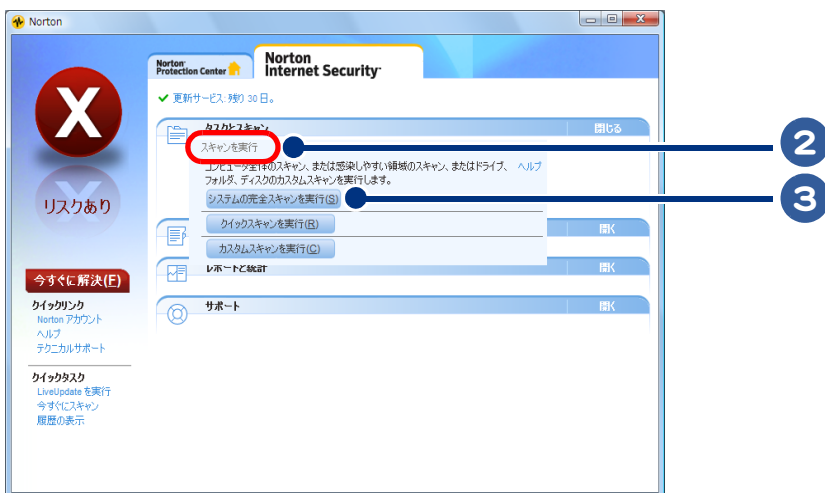 Norton
Norton
Protection Center
Norton
Internet Security
更新サービス: 残り 30 日。
X
X
リスクあり
今すぐに解決(F)
クイックリンク
Norton アカウント
ヘルプ
テクニカルサポート
クイックタスク
LiveUpdate を実行
今すぐにスキャン
履歴の表示
タスクとスキャン
閉じる
スキャンを実行
2
コンピュータ全体のスキャン、または感染しやすい領域のスキャン、またはドライブ、 ヘルプ
フォルダ、ディスクのカスタムスキャンを実行します。
システムの完全スキャンを実行(S)
3
クイックスキャンを実行(R)
開く
カスタムスキャンを実行(C)
レポートと統計
開く
サポート
開く